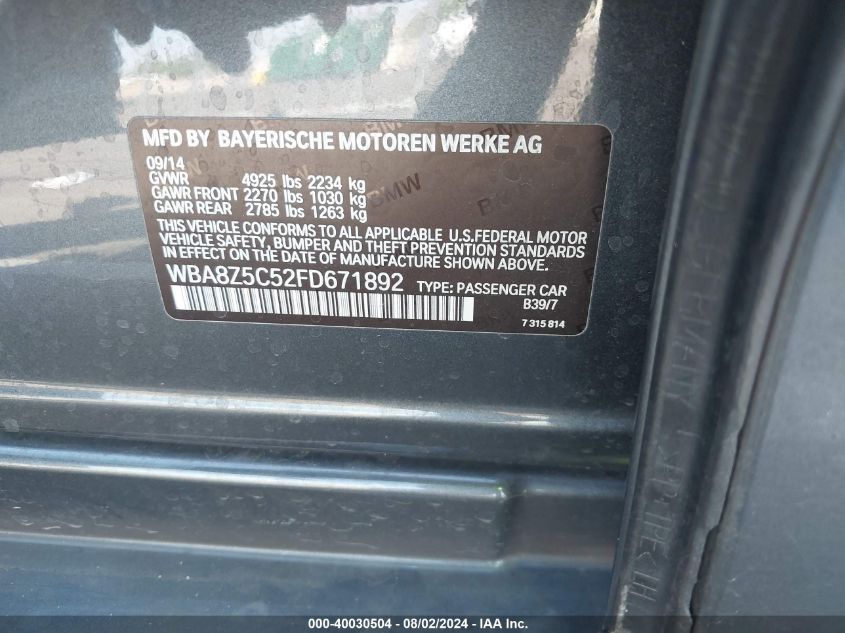 MFD BY BAYERISCHE MOTOREN WERKE AG
09/14
GVWR 4925 lbs 2234 kg
GAWR FRONT 2270 lbs 1030 kg
GAWR REAR 2785 lbs 1263 kg
THIS VEHICLE CONFORMS TO ALL APPLICABLE U.S.FEDERAL MOTOR
VEHICLE SAFETY, BUMPER AND THEFT PREVENTION STANDARDS
IN EFFECT ON THE DATE OF MANUFACTURE SHOWN ABOVE.
WBA8Z5C52FD671892 TYPE: PASSENGER CAR
B39/7
7 315 814
BMW
BMW
BMW
000-40030504 - 08/02/2024 - IAA Inc.